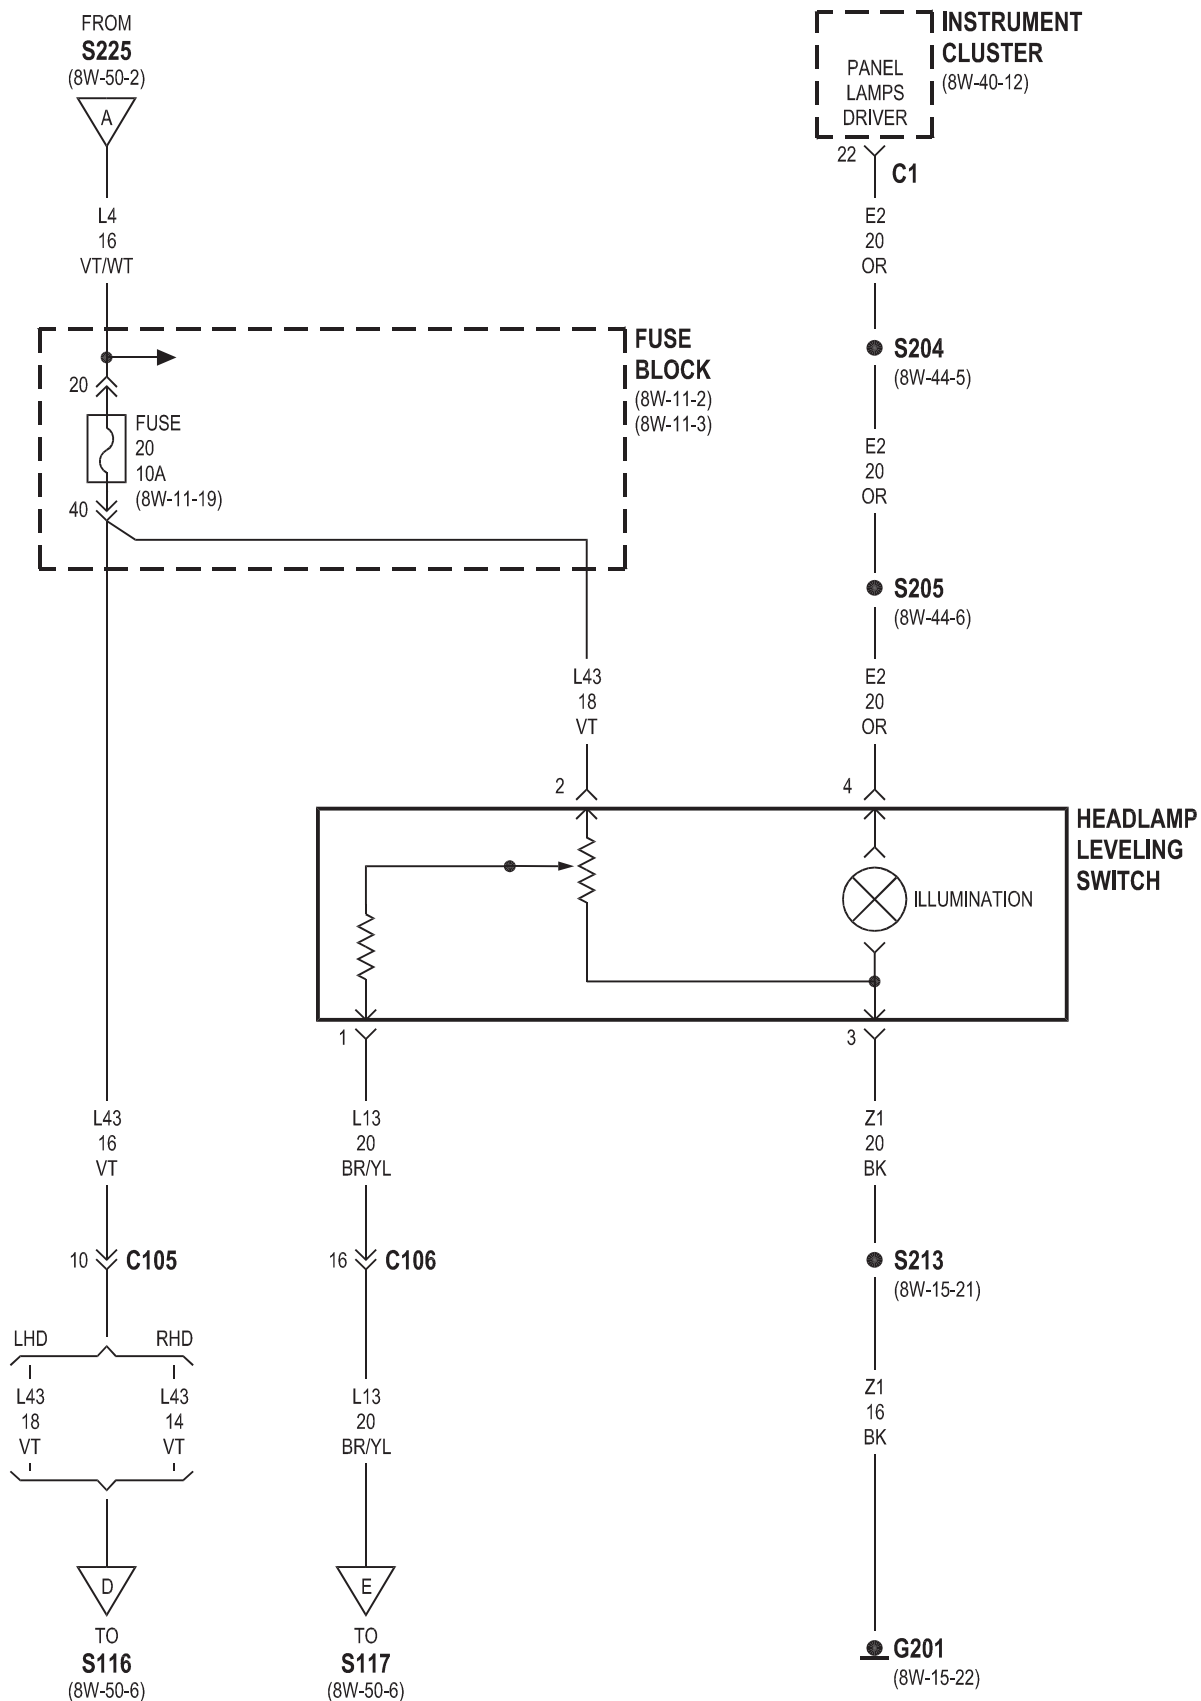 FROM
S225
(8W-50-2)
A
L4
16
VT/WT
INSTRUMENT
CLUSTER
(8W-40-12)
PANEL
LAMPS
DRIVER
22
C1
E2
20
OR
S204
(8W-44-5)
E2
20
OR
S205
(8W-44-6)
E2
20
OR
FUSE
BLOCK
(8W-11-2)
(8W-11-3)
20
FUSE
20
10A
(8W-11-19)
40
L43
18
VT
2
4
HEADLAMP
LEVELING
SWITCH
ILLUMINATION
1
3
L43
16
VT
L13
20
BR/YL
Z1
20
BK
10
C105
16
C106
S213
(8W-15-21)
LHD
RHD
L43
18
VT
L43
14
VT
L13
20
BR/YL
Z1
16
BK
D
TO
S116
(8W-50-6)
E
TO
S117
(8W-50-6)
G201
(8W-15-22)